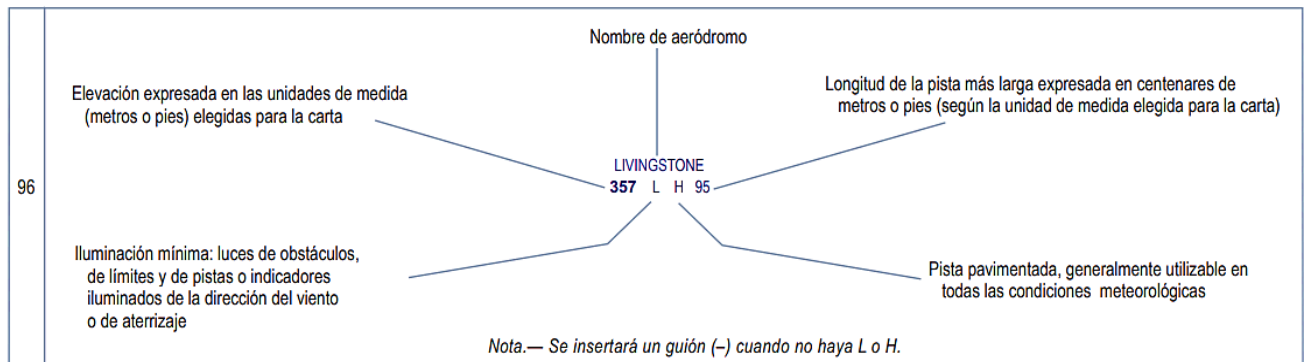 Nombre de aeródromo
Elevación expresada en las unidades de medida
(metros o pies) elegidas para la carta
Longitud de la pista más larga expresada en centenares de
metros o pies (según la unidad de medida elegida para la carta)
96
LIVINGSTONE
357 L H 95
Iluminación mínima: luces de obstáculos,
de límites y de pistas o indicadores
iluminados de la dirección del viento
o de aterrizaje
Pista pavimentada, generalmente utilizable en
todas las condiciones meteorológicas
Nota.— Se insertará un guión (–) cuando no haya L o H.